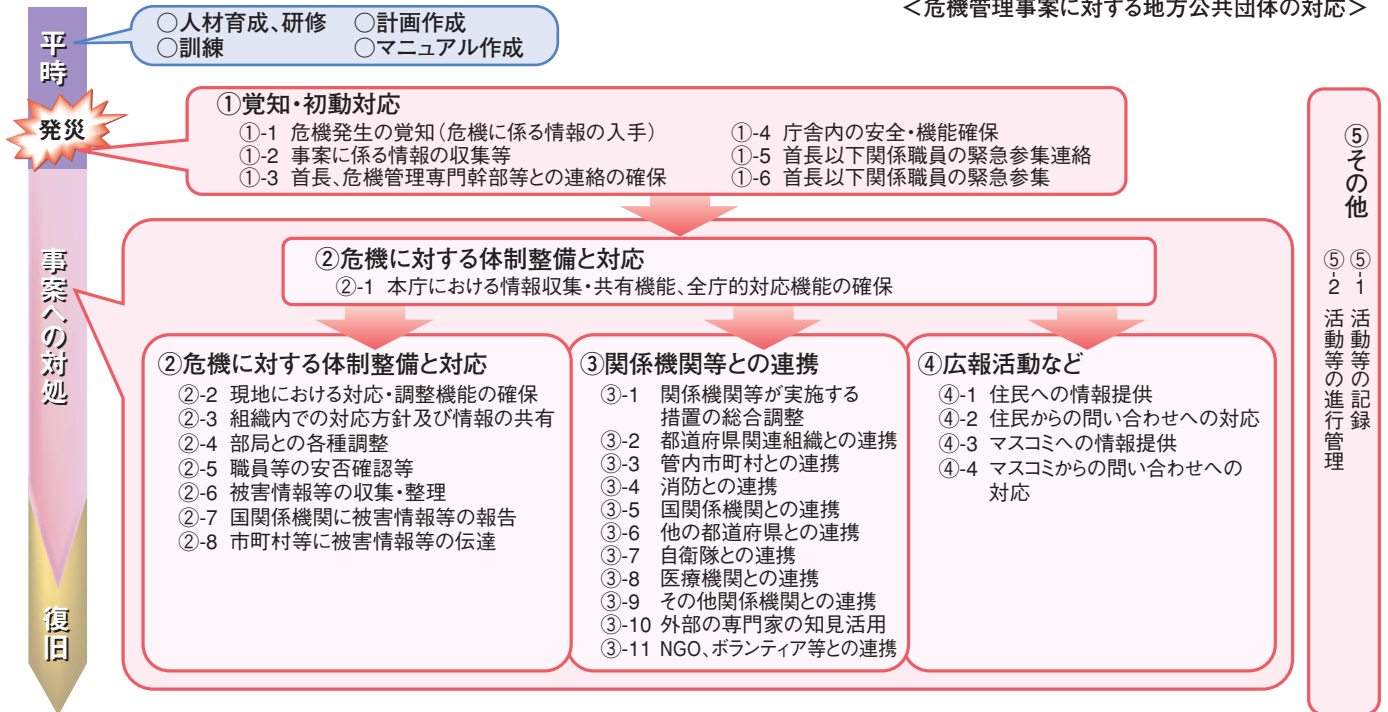 <危機管理事案に対する地方公共団体の対応>
平時
○人材育成、研修 ○計画作成
○訓練 ○マニュアル作成
発災
①覚知・初動対応
①-1 危機発生の覚知(危機に係る情報の入手)
①-2 事案に係る情報の収集等
①-3 首長、危機管理専門幹部等との連絡の確保
①-4 庁舎内の安全・機能確保
①-5 首長以下関係職員の緊急参集連絡
①-6 首長以下関係職員の緊急参集
事案への対処
②危機に対する体制整備と対応
②-1 本庁における情報収集・共有機能、全庁的対応機能の確保
②危機に対する体制整備と対応
②-2 現地における対応・調整機能の確保
②-3 組織内での対応方針及び情報の共有
②-4 部局との各種調整
②-5 職員等の安否確認等
②-6 被害情報等の収集・整理
②-7 国関係機関に被害情報等の報告
②-8 市町村等に被害情報等の伝達
③関係機関等との連携
③-1 関係機関等が実施する
措置の総合調整
③-2 都道府県関連組織との連携
③-3 管内市町村との連携
③-4 消防との連携
③-5 国関係機関との連携
③-6 他の都道府県との連携
③-7 自衛隊との連携
③-8 医療機関との連携
③-9 その他関係機関との連携
③-10 外部の専門家の知見活用
③-11 NGO、ボランティア等との連携
④広報活動など
④-1 住民への情報提供
④-2 住民からの問い合わせへの対応
④-3 マスコミへの情報提供
④-4 マスコミからの問い合わせへの
対応
復旧
⑤その他
⑤-1 活動等の記録
⑤-2 活動等の進行管理